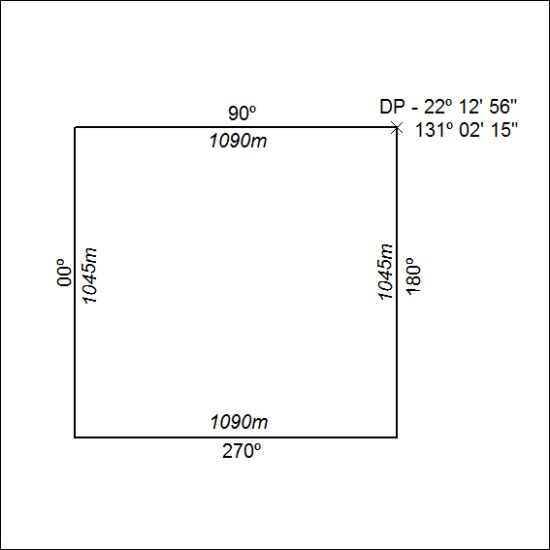 DP - 22º 12' 56"
131º 02' 15"
90º
1090m
00º
1045m
1045m
180º
1090m
270º